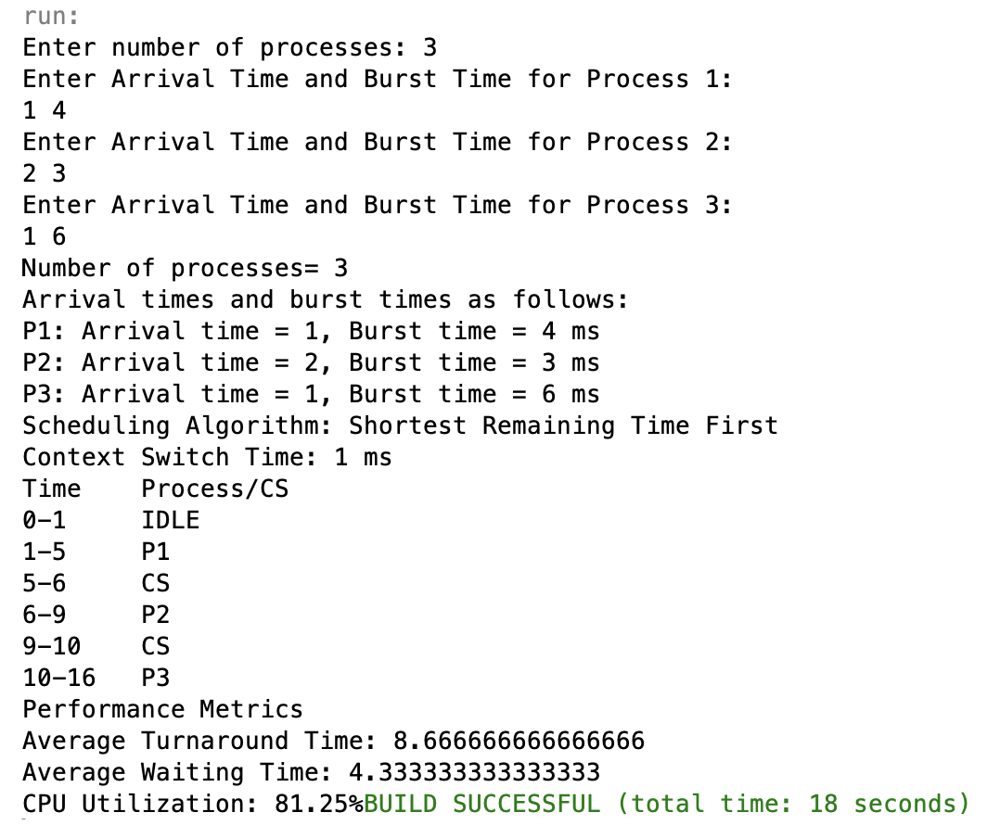 run:
Enter number of processes: 3
Enter Arrival Time and Burst Time for Process 1:
1 4
Enter Arrival Time and Burst Time for Process 2:
2 3
Enter Arrival Time and Burst Time for Process 3:
1 6
Number of processes= 3
Arrival times and burst times as follows:
P1: Arrival time = 1, Burst time = 4 ms
P2: Arrival time = 2, Burst time = 3 ms
P3: Arrival time = 1, Burst time = 6 ms
Scheduling Algorithm: Shortest Remaining Time First
Context Switch Time: 1 ms
Time    Process/CS
0–1     IDLE
1–5     P1
5–6     CS
6–9     P2
9–10    CS
10–16   P3
Performance Metrics
Average Turnaround Time: 8.666666666666666
Average Waiting Time: 4.333333333333333
CPU Utilization: 81.25%BUILD SUCCESSFUL (total time: 18 seconds)